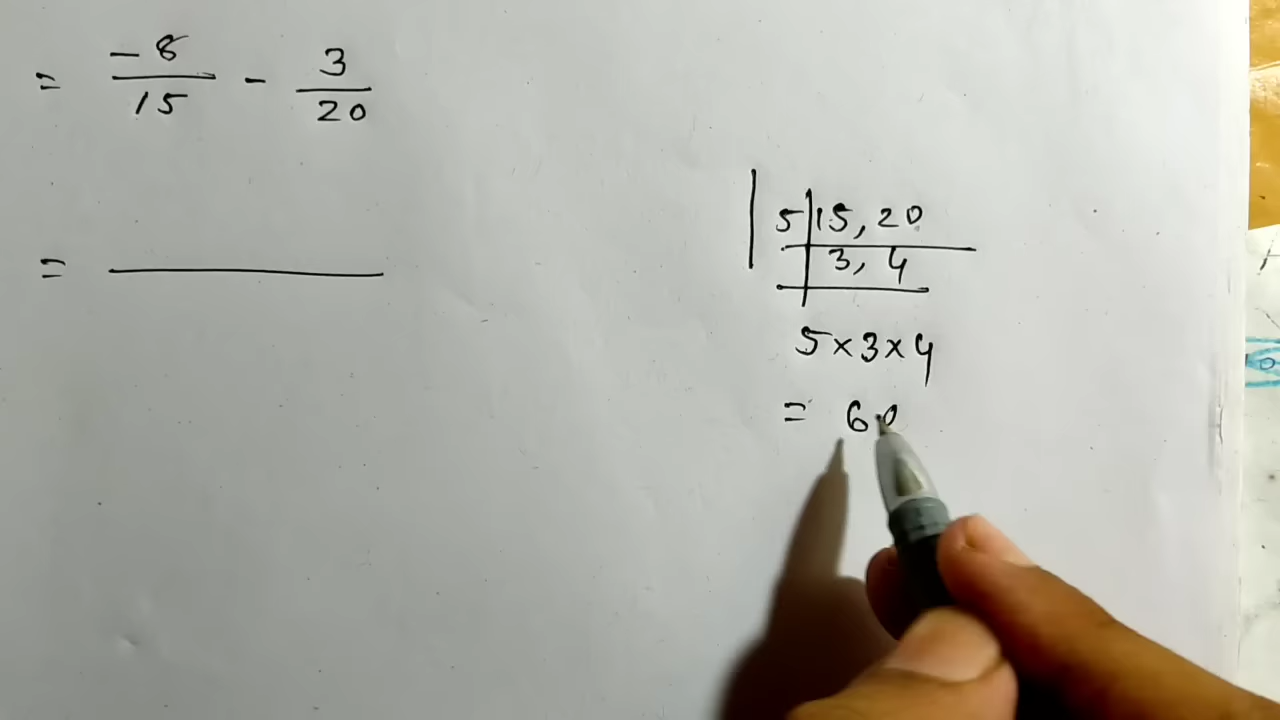 = -8/15 - 3/20
=
5 | 15, 20
3, 4
5×3×4
= 60